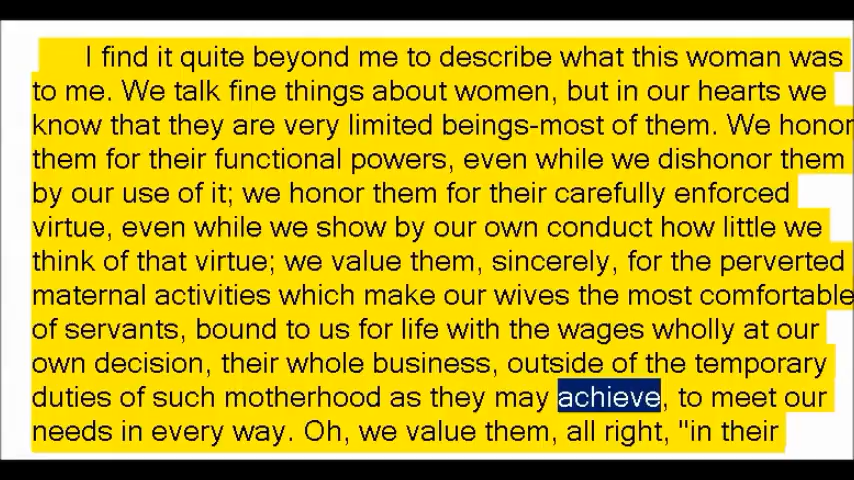 I find it quite beyond me to describe what this woman was
to me. We talk fine things about women, but in our hearts we
know that they are very limited beings-most of them. We honor
them for their functional powers, even while we dishonor them
by our use of it; we honor them for their carefully enforced
virtue, even while we show by our own conduct how little we
think of that virtue; we value them, sincerely, for the perverted
maternal activities which make our wives the most comfortable
of servants, bound to us for life with the wages wholly at our
own decision, their whole business, outside of the temporary
duties of such motherhood as they may achieve, to meet our
needs in every way. Oh, we value them, all right, "in their